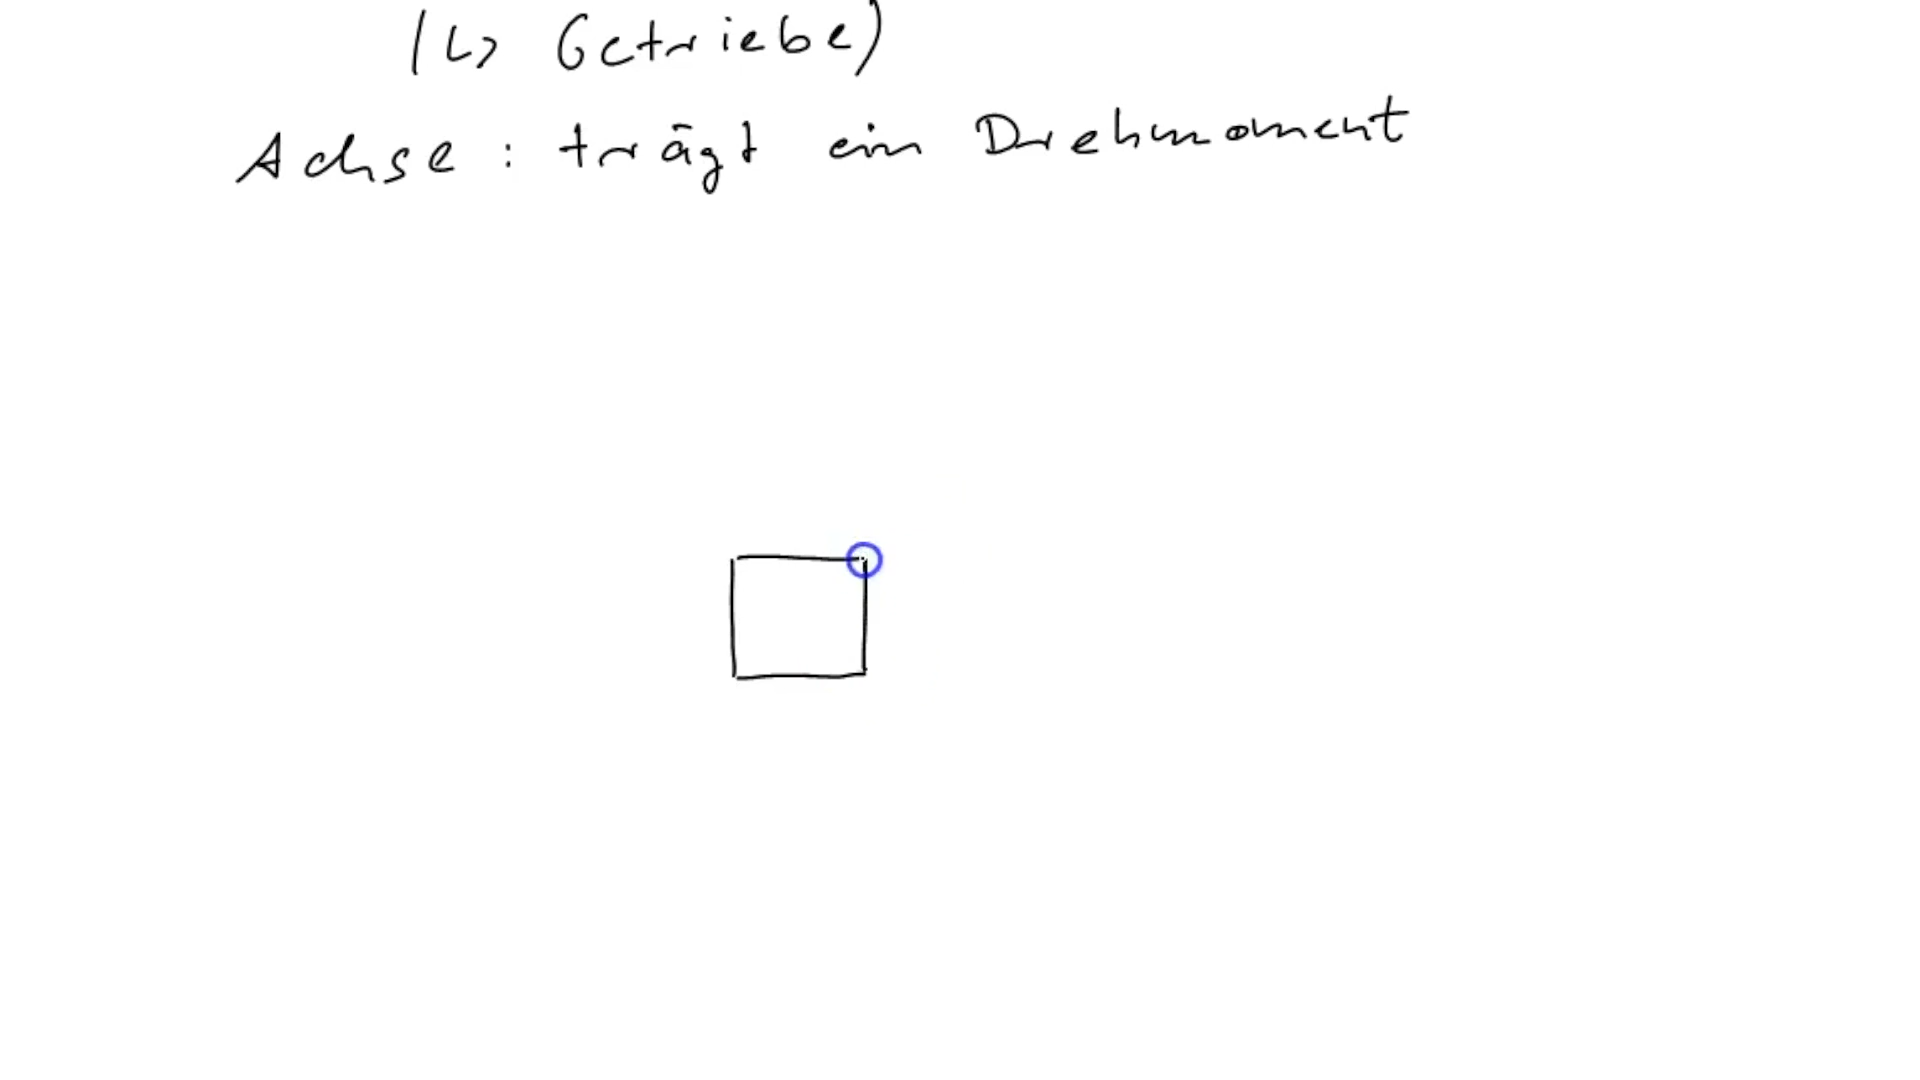 (↳ Getriebe)
Achse : trägt ein Drehmoment